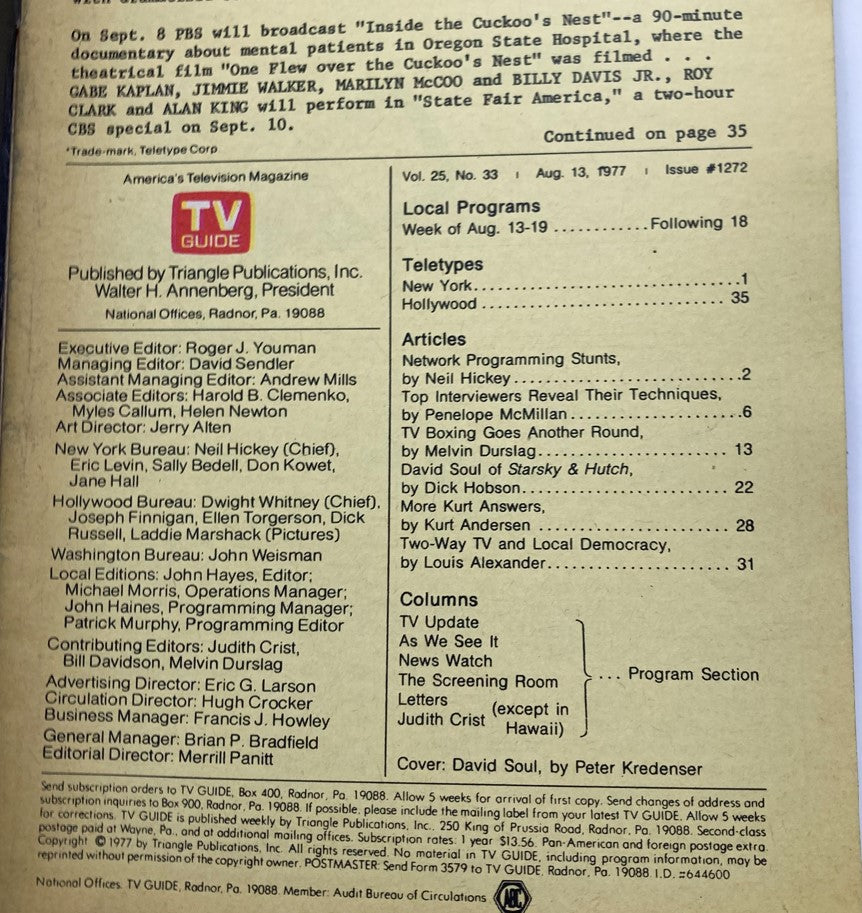 On Sept. 8 PBS will broadcast "Inside the Cuckoo's Nest"--a 90-minute
documentary about mental patients in Oregon State Hospital, where the
theatrical film "One Flew over the Cuckoo's Nest" was filmed . . .
GABE KAPLAN, JIMMIE WALKER, MARILYN McCOO and BILLY DAVIS JR., ROY
CLARK and ALAN KING will perform in "State Fair America," a two-hour
CBS special on Sept. 10.
Continued on page 35
*Trade-mark, Teletype Corp
America's Television Magazine
TV
GUIDE
Published by Triangle Publications, Inc.
Walter H. Annenberg, President
National Offices, Radnor, Pa. 19088
Executive Editor: Roger J. Youman
Managing Editor: David Sendler
Assistant Managing Editor: Andrew Mills
Associate Editors: Harold B. Clemenko,
Myles Callum, Helen Newton
Art Director: Jerry Alten
New York Bureau: Neil Hickey (Chief),
Eric Levin, Sally Bedell, Don Kowet,
Jane Hall
Hollywood Bureau: Dwight Whitney (Chief),
Joseph Finnigan, Ellen Torgerson, Dick
Russell, Laddie Marshack (Pictures)
Washington Bureau: John Weisman
Local Editions: John Hayes, Editor;
Michael Morris, Operations Manager;
John Haines, Programming Manager;
Patrick Murphy, Programming Editor
Contributing Editors: Judith Crist,
Bill Davidson, Melvin Durslag
Advertising Director: Eric G. Larson
Circulation Director: Hugh Crocker
Business Manager: Francis J. Howley
General Manager: Brian P. Bradfield
Editorial Director: Merrill Panitt
Vol. 25, No. 33 | Aug. 13, 1977 | Issue #1272
Local Programs
Week of Aug. 13-19 ............Following 18
Teletypes
New York.................................1
Hollywood ............................... 35
Articles
Network Programming Stunts,
by Neil Hickey............................2
Top Interviewers Reveal Their Techniques,
by Penelope McMillan.....................6
TV Boxing Goes Another Round,
by Melvin Durslag....................... 13
David Soul of Starsky & Hutch,
by Dick Hobson........................... 22
More Kurt Answers,
by Kurt Andersen ........................ 28
Two-Way TV and Local Democracy,
by Louis Alexander...................... 31
Columns
TV Update
As We See It
News Watch
The Screening Room
Letters
Judith Crist (except in
Hawaii)
... Program Section
Cover: David Soul, by Peter Kredenser
Send subscription orders to TV GUIDE, Box 400, Radnor, Pa. 19088. Allow 5 weeks for arrival of first copy. Send changes of address and
subscription inquiries to Box 900, Radnor, Pa. 19088. If possible, please include the mailing label from your latest TV GUIDE. Allow 5 weeks
for corrections. TV GUIDE is published weekly by Triangle Publications, Inc., 250 King of Prussia Road, Radnor, Pa. 19088. Second-class
postage paid at Wayne, Pa., and at additional mailing offices. Subscription rates: 1 year $13.56. Pan-American and foreign postage extra.
Copyright © 1977 by Triangle Publications, Inc. All rights reserved. No material in TV GUIDE, including program information, may be
reprinted without permission of the copyright owner. POSTMASTER: Send Form 3579 to TV GUIDE, Radnor, Pa. 19088. I.D. #644600
National Offices. TV GUIDE, Radnor, Pa. 19088. Member: Audit Bureau of Circulations ABC